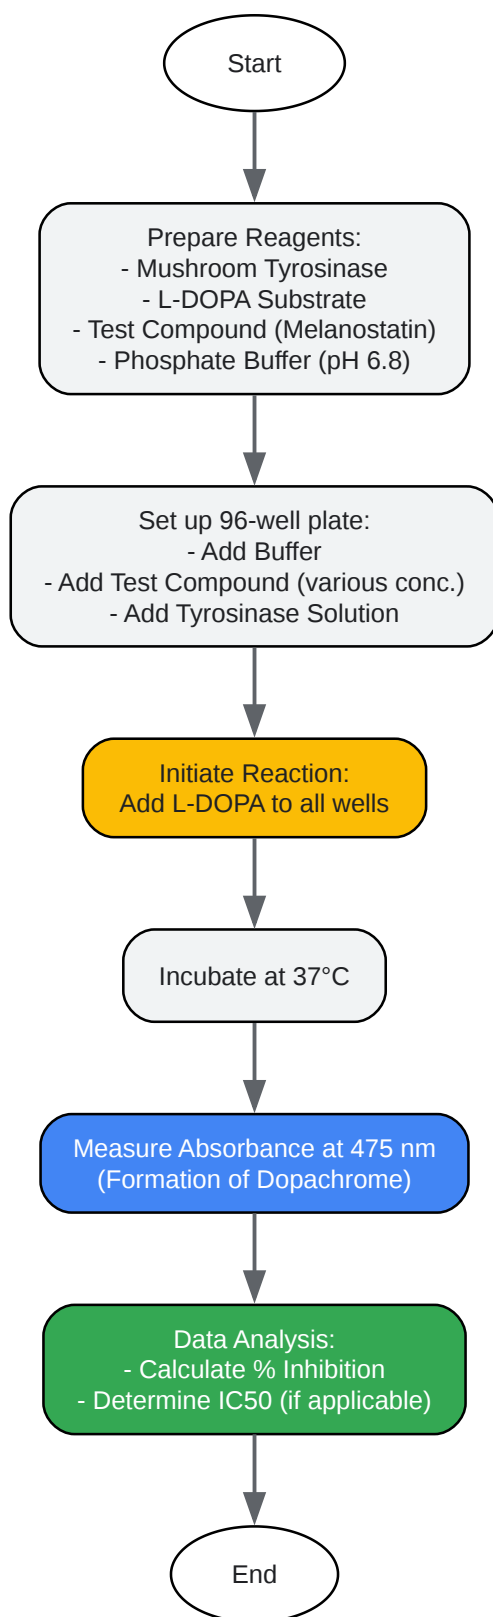 Start
Prepare Reagents:
- Mushroom Tyrosinase
- L-DOPA Substrate
- Test Compound (Melanostatin)
- Phosphate Buffer (pH 6.8)
Set up 96-well plate:
- Add Buffer
- Add Test Compound (various conc.)
- Add Tyrosinase Solution
Initiate Reaction:
Add L-DOPA to all wells
Incubate at 37°C
Measure Absorbance at 475 nm
(Formation of Dopachrome)
Data Analysis:
- Calculate % Inhibition
- Determine IC50 (if applicable)
End